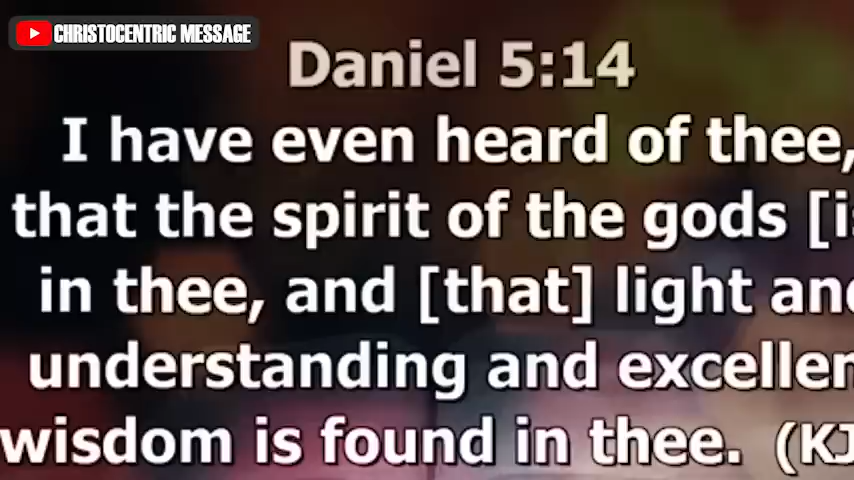 CHRISTOCENTRIC MESSAGE
Daniel 5:14
I have even heard of thee,
that the spirit of the gods [is
in thee, and [that] light and
understanding and excellen
wisdom is found in thee. (KJ